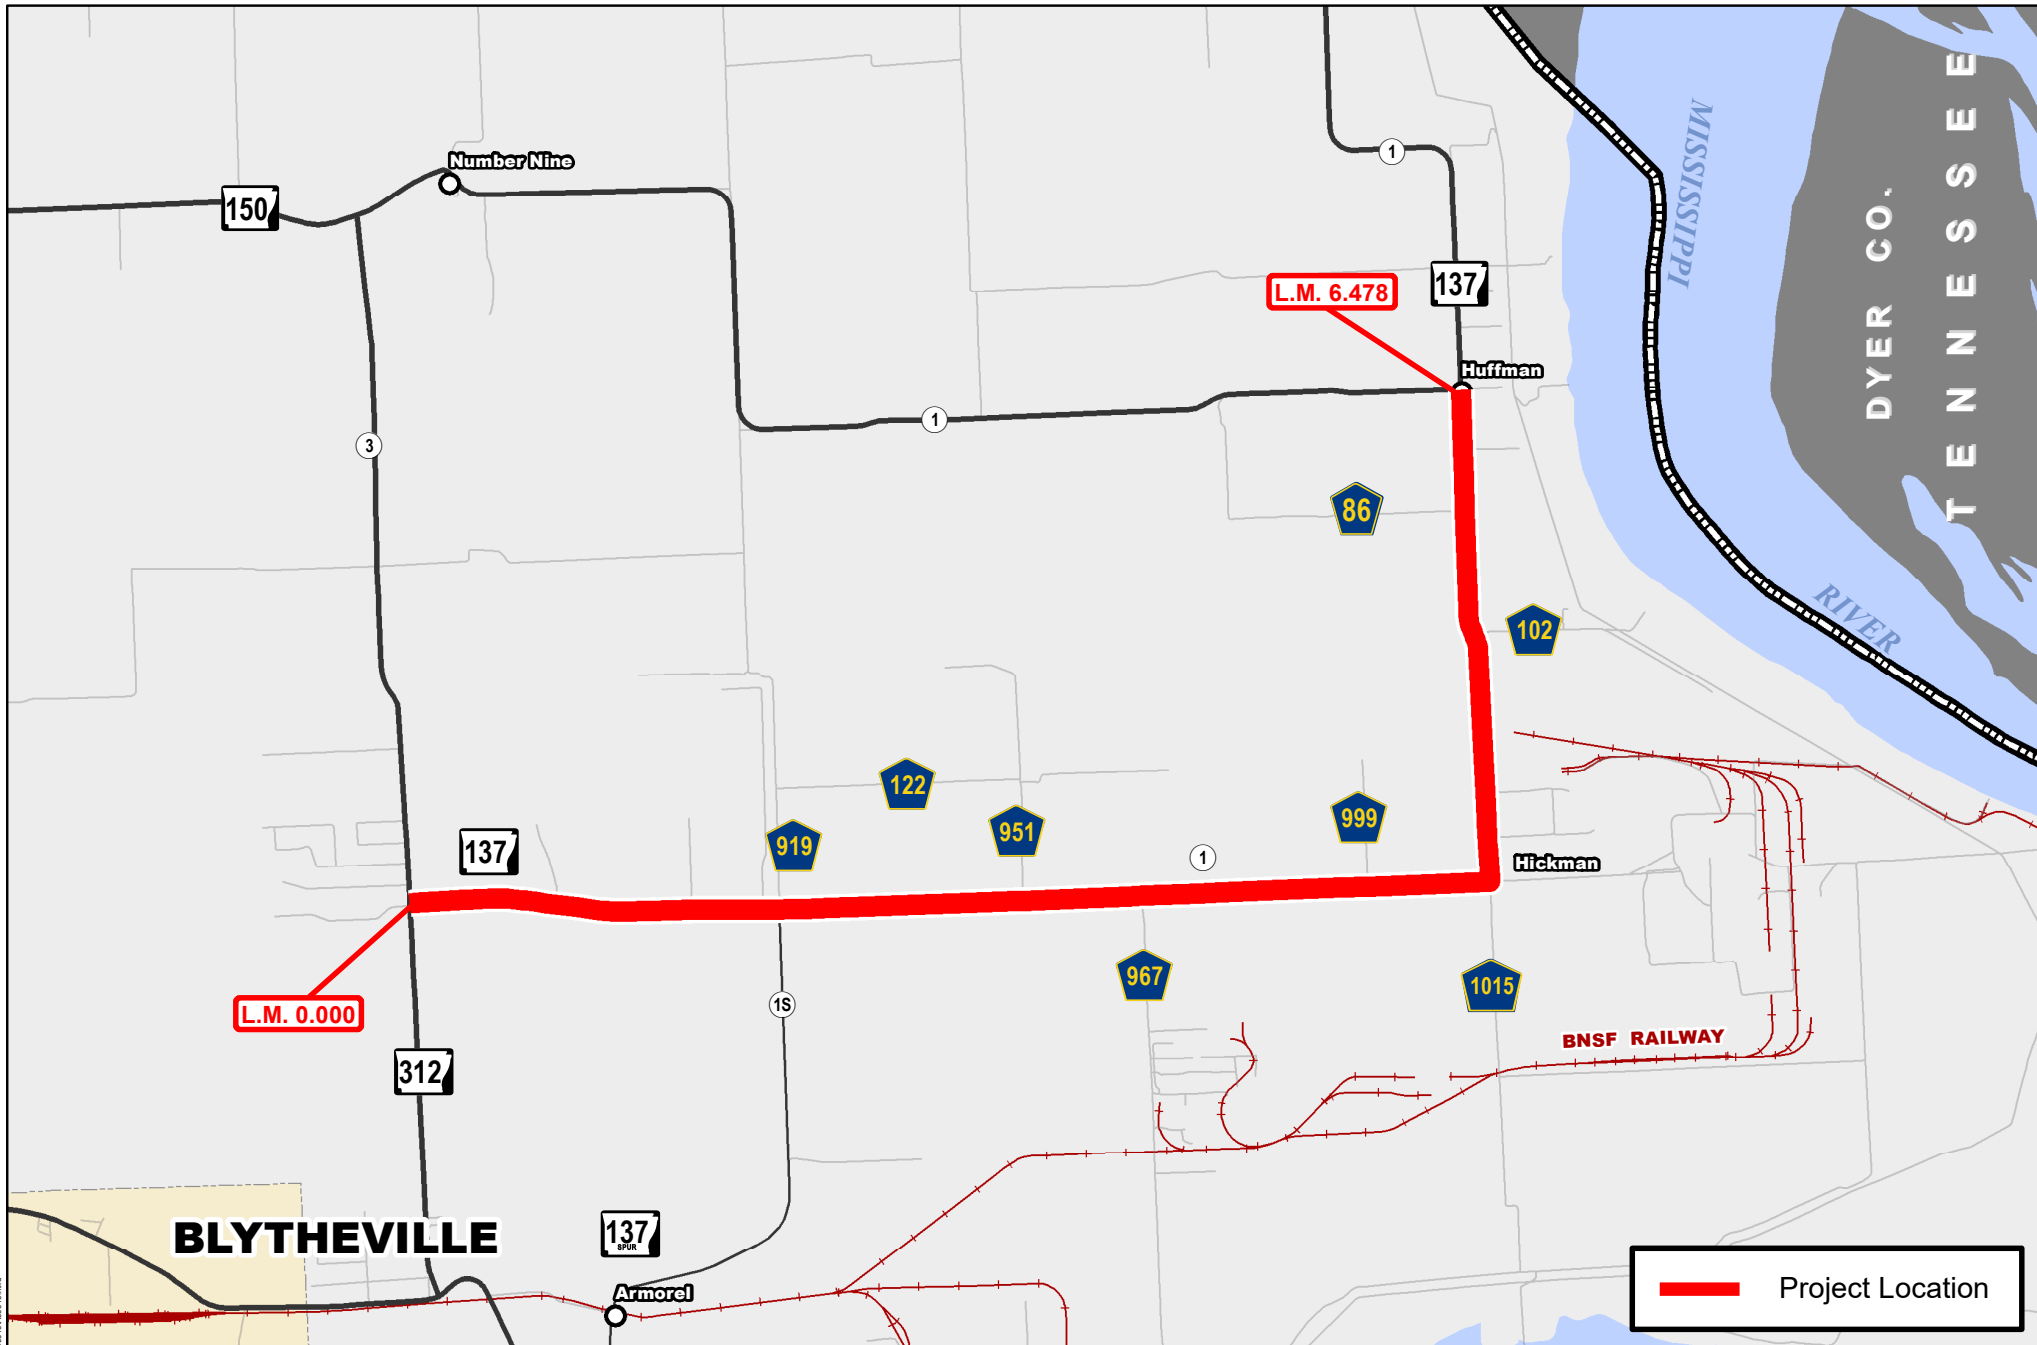 MISSISSIPPI
TENNESSEE
DYER CO.
Number Nine
1
150
L.M. 6.478
137
Huffman
1
3
86
102
RIVER
122
919
951
999
1
137
Hickman
967
1015
L.M. 0.000
1S
BNSF RAILWAY
312
BLYTHEVILLE
137
SPUR
Armorel
Project Location